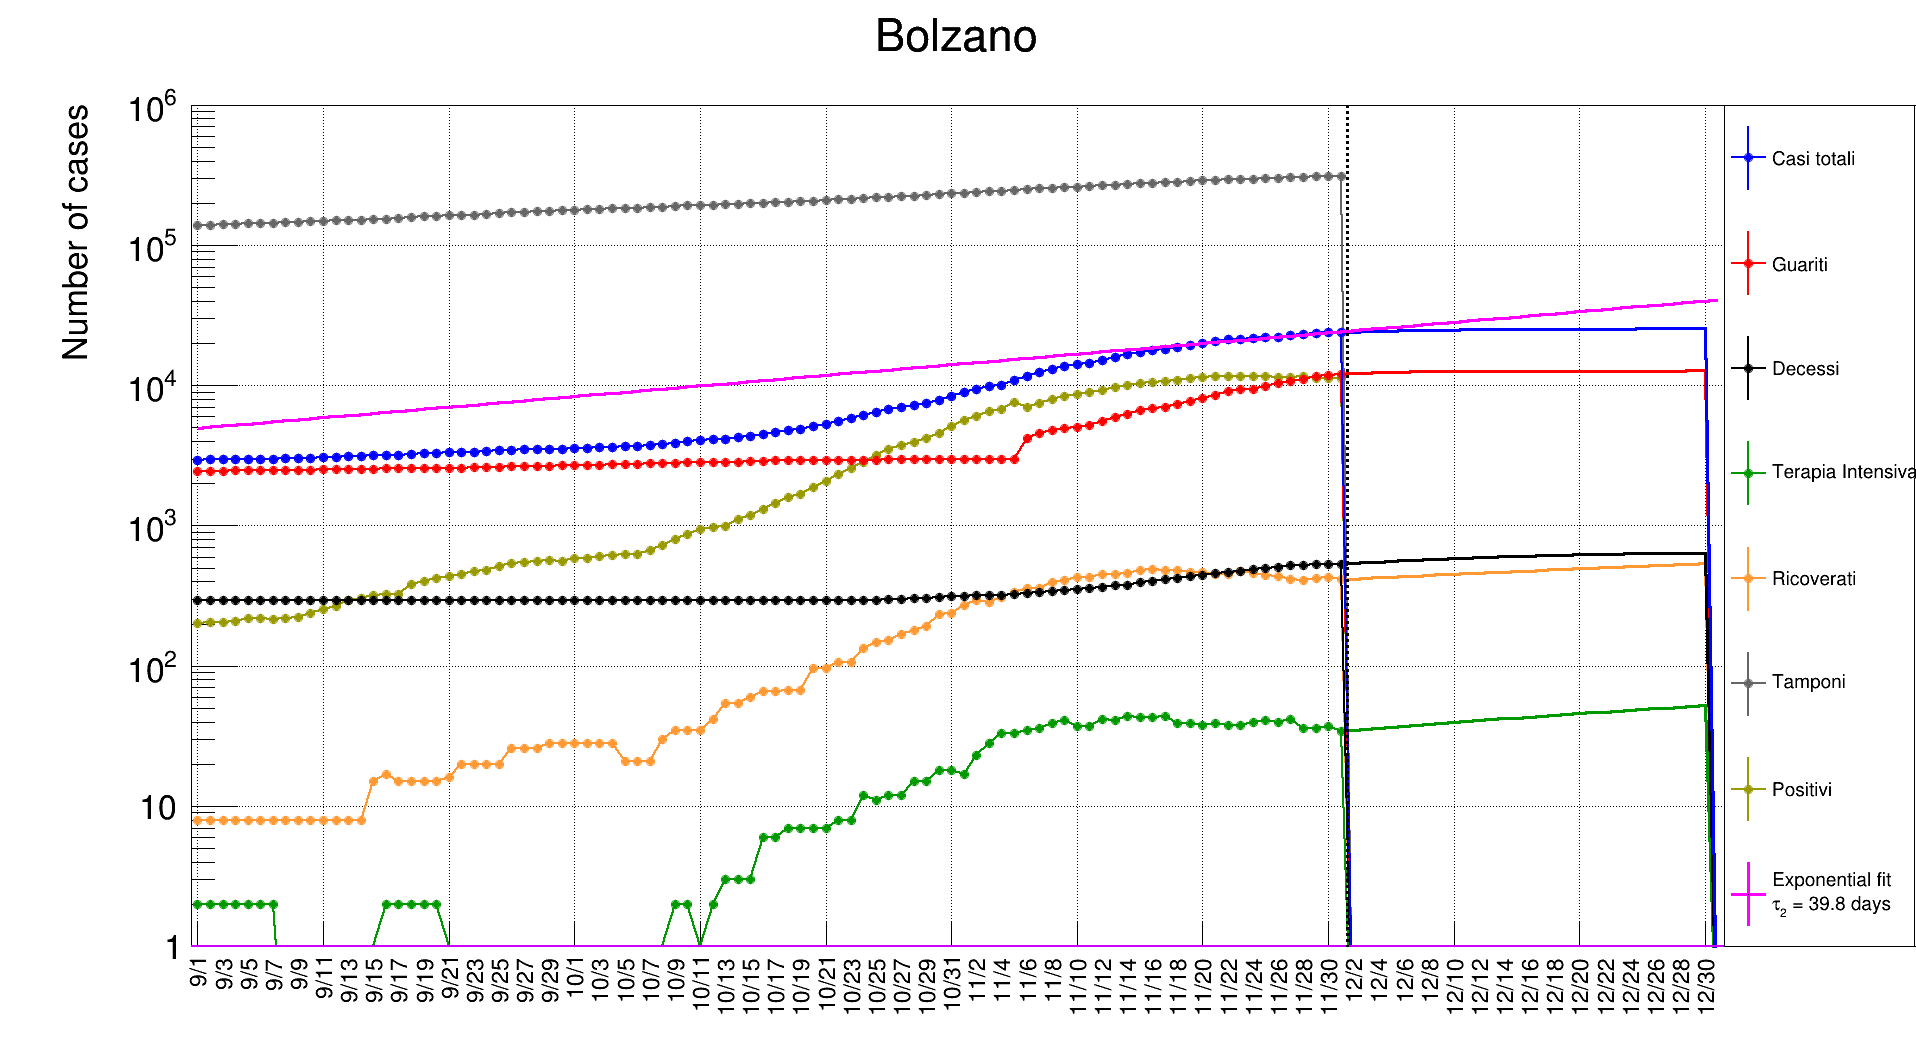 Bolzano
Number of cases
10^6
10^5
10^4
10^3
10^2
10
1
9/1 9/3 9/5 9/7 9/9 9/11 9/13 9/15 9/17 9/19 9/21 9/23 9/25 9/27 9/29 10/1 10/3 10/5 10/7 10/9 10/11 10/13 10/15 10/17 10/19 10/21 10/23 10/25 10/27 10/29 10/31 11/2 11/4 11/6 11/8 11/10 11/12 11/14 11/16 11/18 11/20 11/22 11/24 11/26 11/28 11/30 12/2 12/4 12/6 12/8 12/10 12/12 12/14 12/16 12/18 12/20 12/22 12/24 12/26 12/28 12/30
Casi totali
Guariti
Decessi
Terapia Intensiva
Ricoverati
Tamponi
Positivi
Exponential fit
τ₂ = 39.8 days